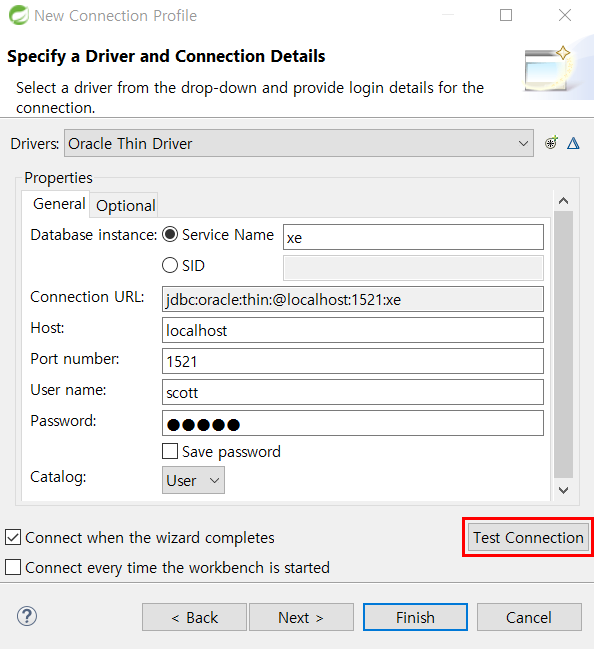 New Connection Profile
Specify a Driver and Connection Details
Select a driver from the drop-down and provide login details for the
connection.
Drivers: Oracle Thin Driver
Properties
General Optional
Database instance: Service Name xe
SID
Connection URL: jdbc:oracle:thin:@localhost:1521:xe
Host: localhost
Port number: 1521
User name: scott
Password: ●●●●●
Save password
Catalog: User
Connect when the wizard completes Test Connection
Connect every time the workbench is started
? < Back Next > Finish Cancel